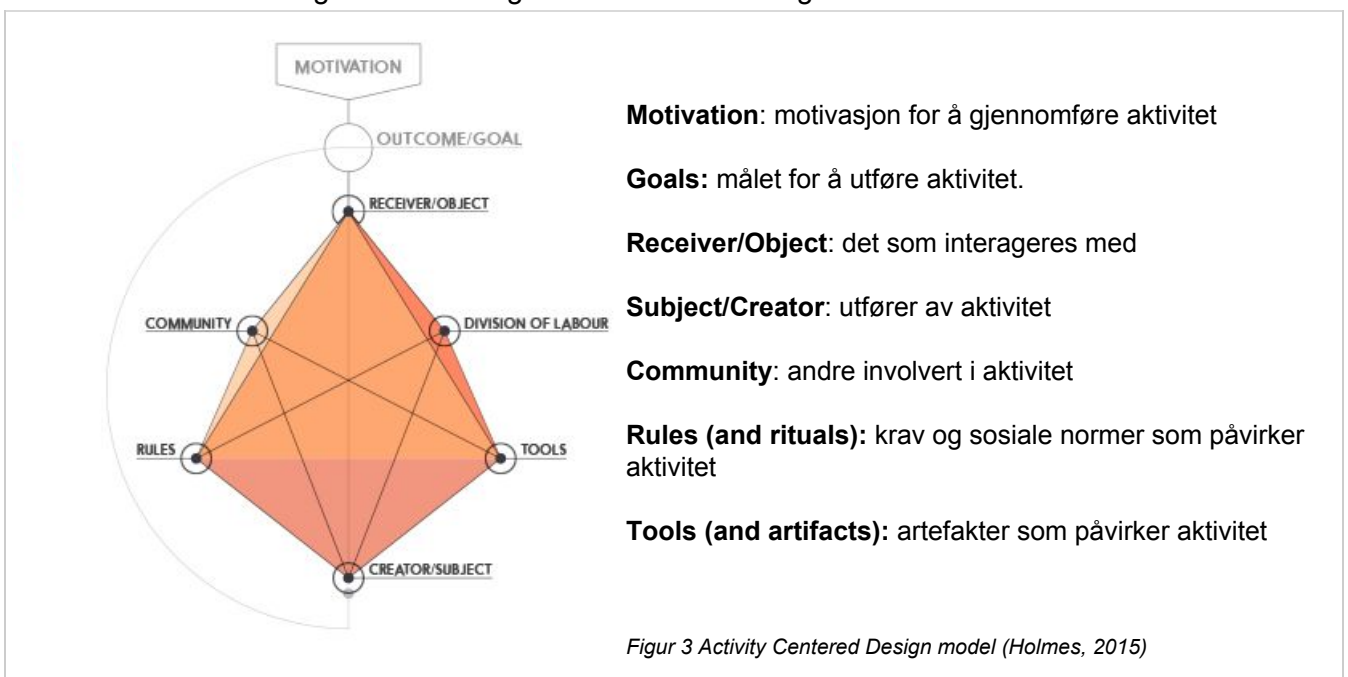 MOTIVATION
OUTCOME/GOAL
RECEIVER/OBJECT
COMMUNITY
DIVISION OF LABOUR
RULES
TOOLS
CREATOR/SUBJECT
Motivation: motivasjon for å gjennomføre aktivitet
Goals: målet for å utføre aktivitet.
Receiver/Object: det som interageres med
Subject/Creator: utfører av aktivitet
Community: andre involvert i aktivitet
Rules (and rituals): krav og sosiale normer som påvirker
aktivitet
Tools (and artifacts): artefakter som påvirker aktivitet
Figur 3 Activity Centered Design model (Holmes, 2015)